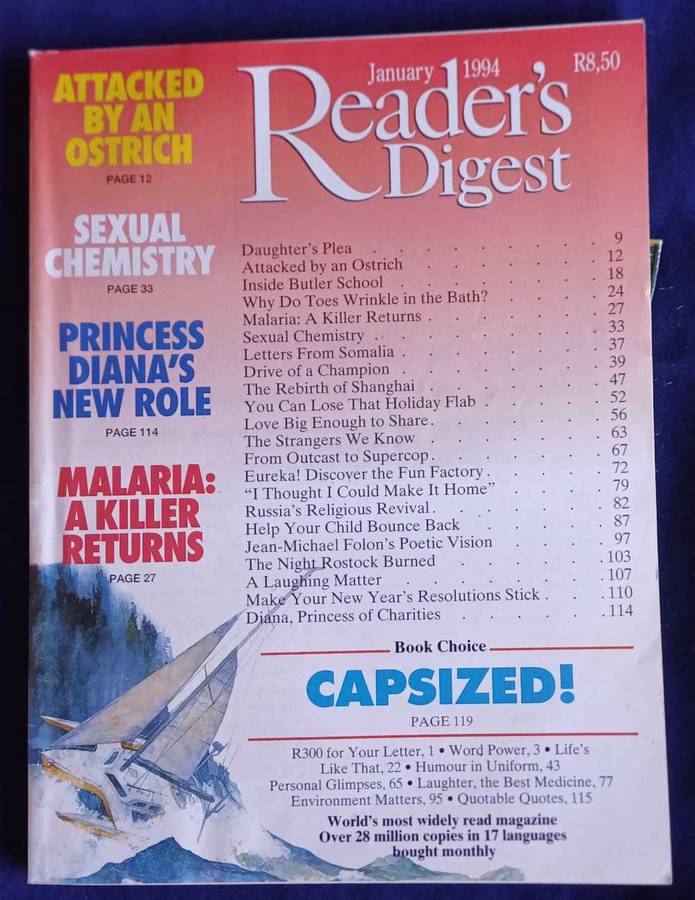 ATTACKED
BY AN
OSTRICH
PAGE 12
SEXUAL
CHEMISTRY
PAGE 33
PRINCESS
DIANA'S
NEW ROLE
PAGE 114
MALARIA:
A KILLER
RETURNS
PAGE 27
January 1994 R8,50
Reader's
Digest
Daughter's Plea . . . . . . . . 9
Attacked by an Ostrich . . . . . . . 12
Inside Butler School . . . . . . . 18
Why Do Toes Wrinkle in the Bath? . . . . . 24
Malaria: A Killer Returns . . . . . . . 27
Sexual Chemistry . . . . . . . . 33
Letters From Somalia . . . . . . . 37
Drive of a Champion . . . . . . . 39
The Rebirth of Shanghai . . . . . . . 47
You Can Lose That Holiday Flab . . . . . 52
Love Big Enough to Share . . . . . . . 56
The Strangers We Know . . . . . . . 63
From Outcast to Supercop . . . . . . . 67
Eureka! Discover the Fun Factory . . . . . 72
"I Thought I Could Make It Home" . . . . . 79
Russia's Religious Revival . . . . . . . 82
Help Your Child Bounce Back . . . . . . 87
Jean-Michael Folon's Poetic Vision . . . . . 97
The Night Rostock Burned . . . . . . 103
A Laughing Matter . . . . . . . 107
Make Your New Year's Resolutions Stick . . . 110
Diana, Princess of Charities . . . . . . 114
Book Choice
CAPSIZED!
PAGE 119
R300 for Your Letter, 1 • Word Power, 3 • Life's
Like That, 22 • Humour in Uniform, 43
Personal Glimpses, 65 • Laughter, the Best Medicine, 77
Environment Matters, 95 • Quotable Quotes, 115
World's most widely read magazine
Over 28 million copies in 17 languages
bought monthly